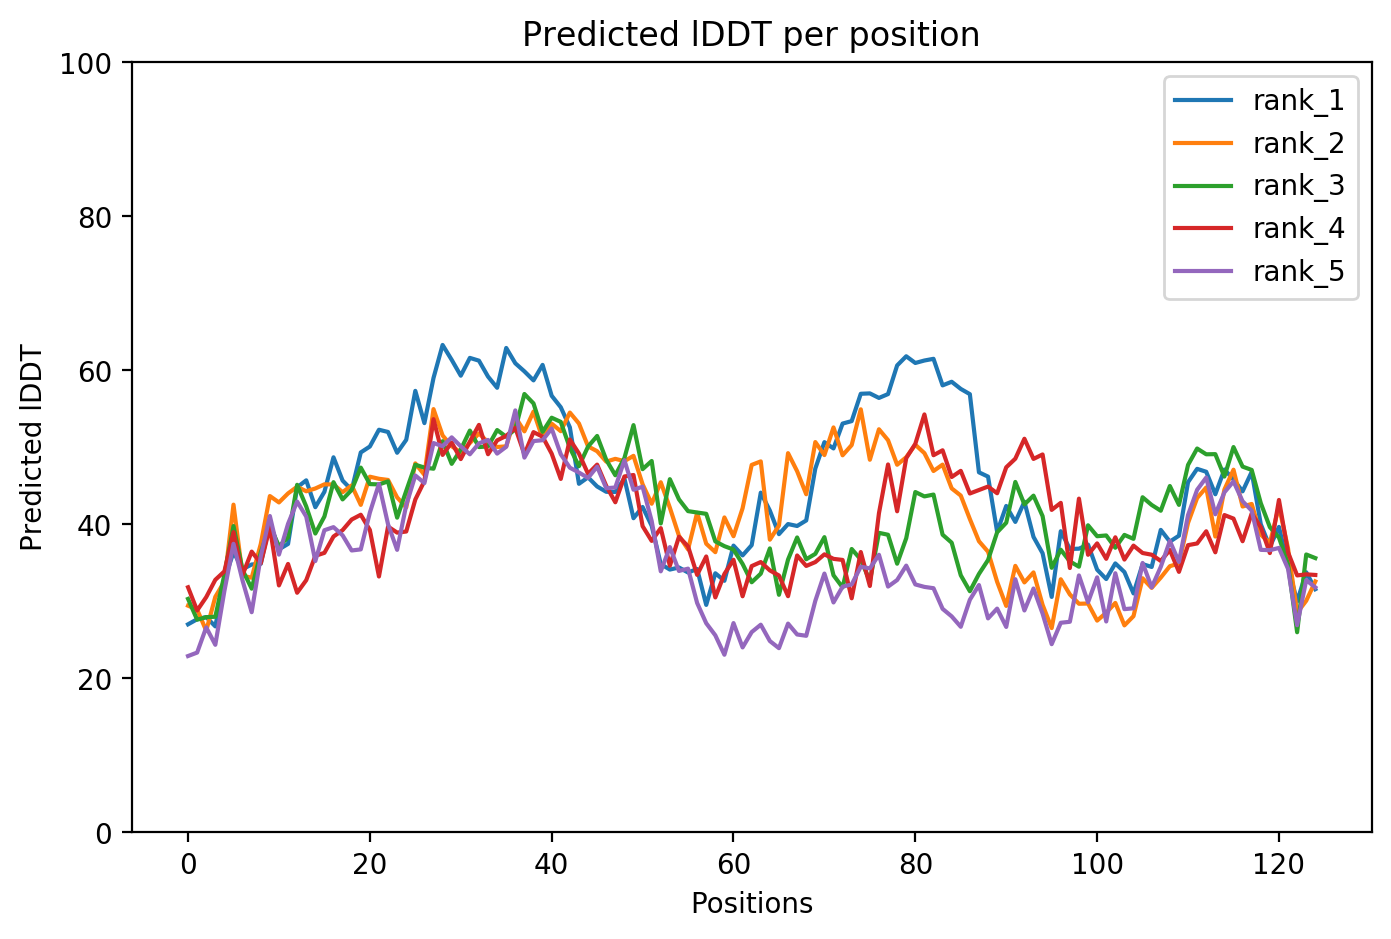 Predicted lDDT per position
100
80
60
40
20
0
Predicted lDDT
0 20 40 60 80 100 120
Positions
rank_1
rank_2
rank_3
rank_4
rank_5